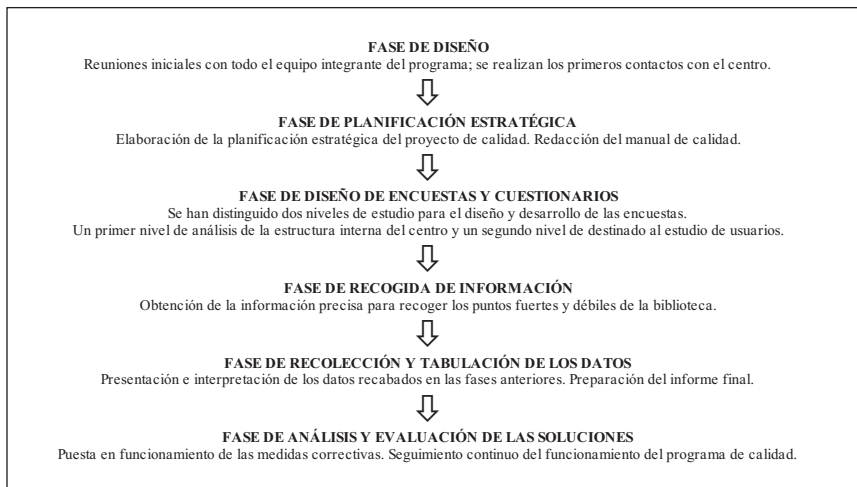 FASE DE DISEÑO
Reuniones iniciales con todo el equipo integrante del programa; se realizan los primeros contactos con el centro.
FASE DE PLANIFICACIÓN ESTRATÉGICA
Elaboración de la planificación estratégica del proyecto de calidad. Redacción del manual de calidad.
FASE DE DISEÑO DE ENCUESTAS Y CUESTIONARIOS
Se han distinguido dos niveles de estudio para el diseño y desarrollo de las encuestas.
Un primer nivel de análisis de la estructura interna del centro y un segundo nivel de destinado al estudio de usuarios.
FASE DE RECOGIDA DE INFORMACIÓN
Obtención de la información precisa para recoger los puntos fuertes y débiles de la biblioteca.
FASE DE RECOLECCIÓN Y TABULACIÓN DE LOS DATOS
Presentación e interpretación de los datos recabados en las fases anteriores. Preparación del informe final.
FASE DE ANÁLISIS Y EVALUACIÓN DE LAS SOLUCIONES
Puesta en funcionamiento de las medidas correctivas. Seguimiento continuo del funcionamiento del programa de calidad.